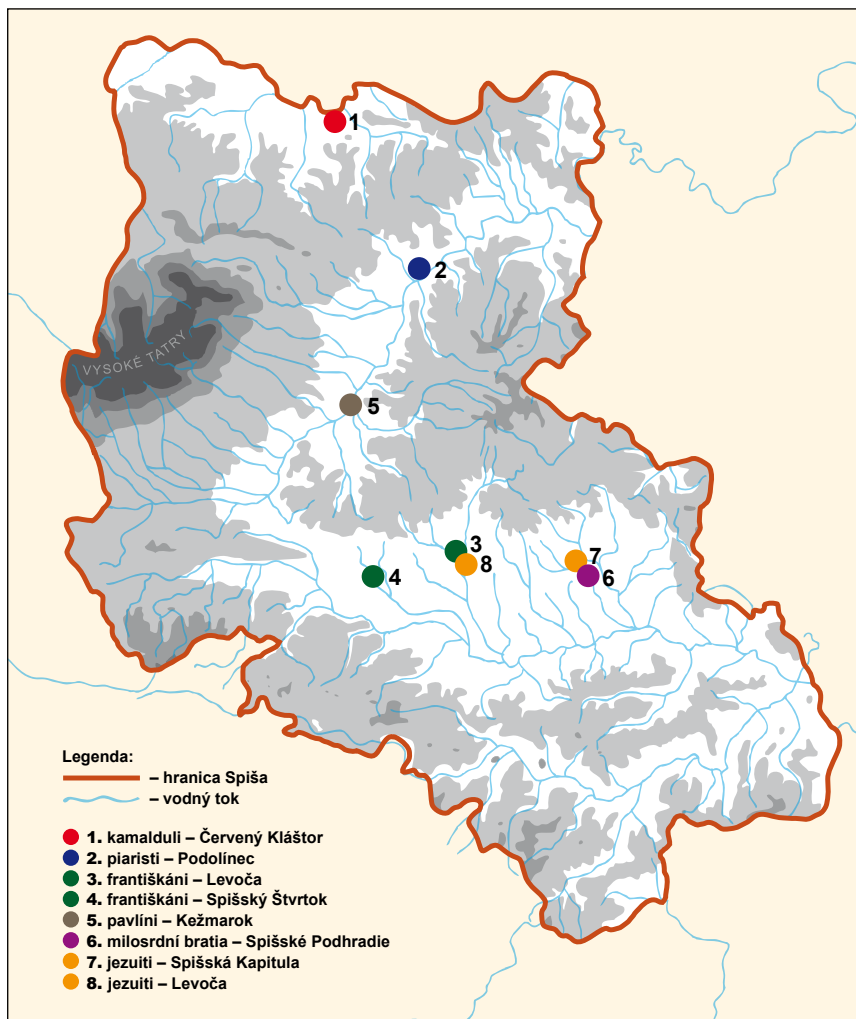 1
2
VYSOKÉ TATRY
5
3
8
7
4
6
Legenda:
– hranica Spiša
– vodný tok
1. kamalduli – Červený Kláštor
2. piaristi – Podolínec
3. františkáni – Levoča
4. františkáni – Spišský Štvrtok
5. pavlíni – Kežmarok
6. milosrdní bratia – Spišské Podhradie
7. jezuiti – Spišská Kapitula
8. jezuiti – Levoča